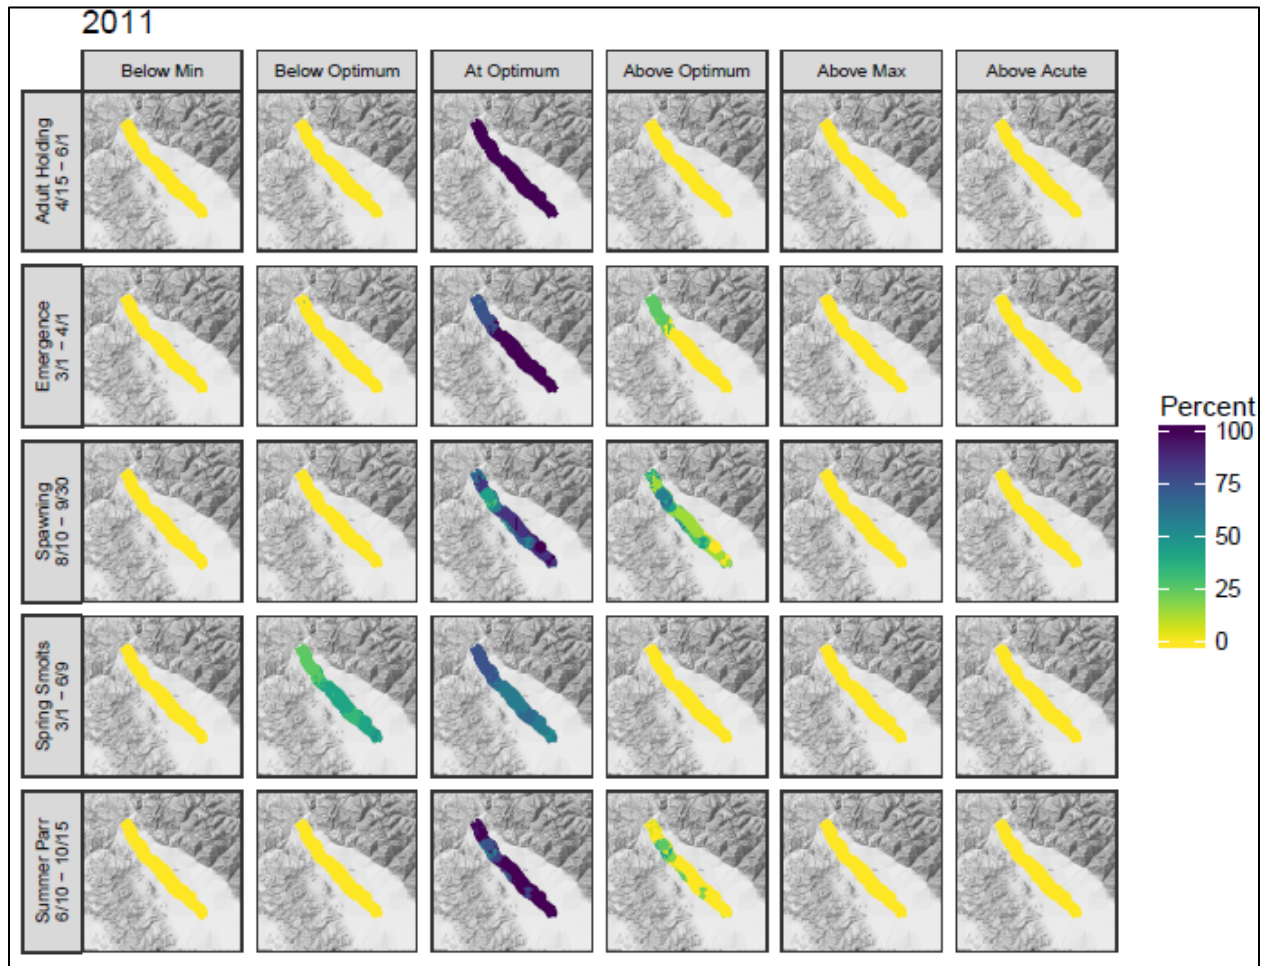 2011
Below Min
Below Optimum
At Optimum
Above Optimum
Above Max
Above Acute
Adult Holding
4/15 − 6/1
Emergence
3/1 − 4/1
Spawning
8/10 − 9/30
Spring Smolts
3/1 − 6/9
Summer Parr
6/10 − 10/15
Percent
100
75
50
25
0